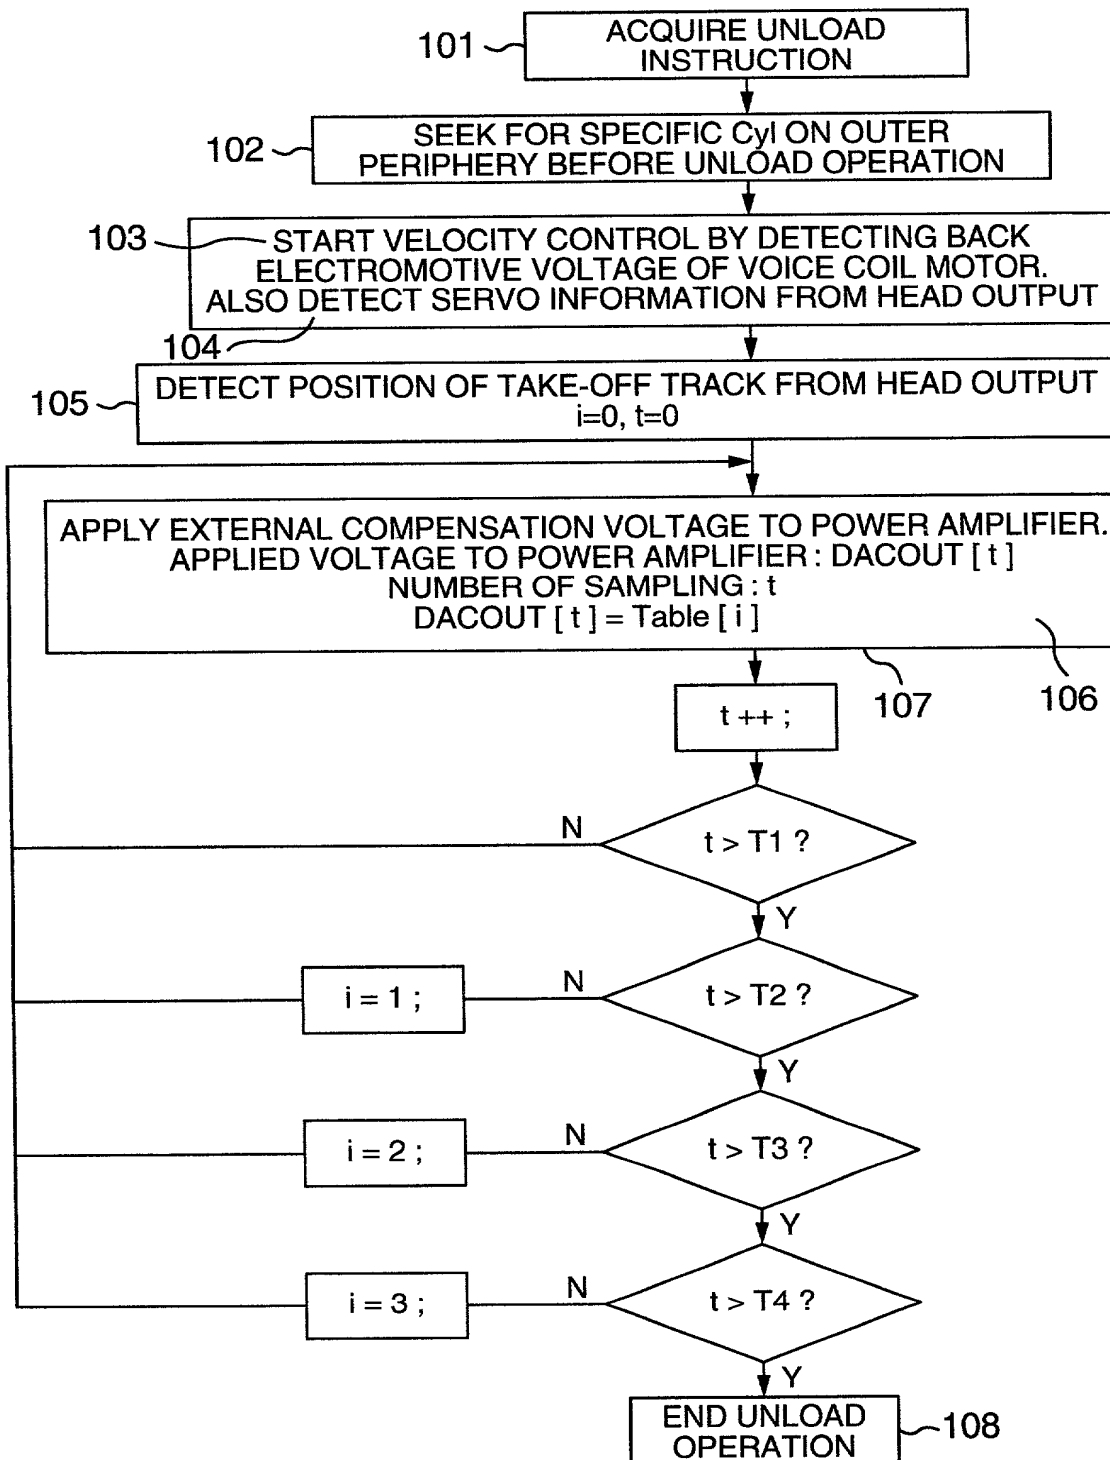 101
ACQUIRE UNLOAD
INSTRUCTION
102
SEEK FOR SPECIFIC Cyl ON OUTER
PERIPHERY BEFORE UNLOAD OPERATION
103
START VELOCITY CONTROL BY DETECTING BACK
ELECTROMOTIVE VOLTAGE OF VOICE COIL MOTOR.
ALSO DETECT SERVO INFORMATION FROM HEAD OUTPUT
104
105
DETECT POSITION OF TAKE-OFF TRACK FROM HEAD OUTPUT
i=0, t=0
APPLY EXTERNAL COMPENSATION VOLTAGE TO POWER AMPLIFIER.
APPLIED VOLTAGE TO POWER AMPLIFIER : DACOUT [ t ]
NUMBER OF SAMPLING : t
DACOUT [ t ] = Table [ i ]
106
107
t ++ ;
N
t > T1 ?
Y
i = 1 ;
N
t > T2 ?
Y
i = 2 ;
N
t > T3 ?
Y
i = 3 ;
N
t > T4 ?
Y
END UNLOAD
OPERATION
108